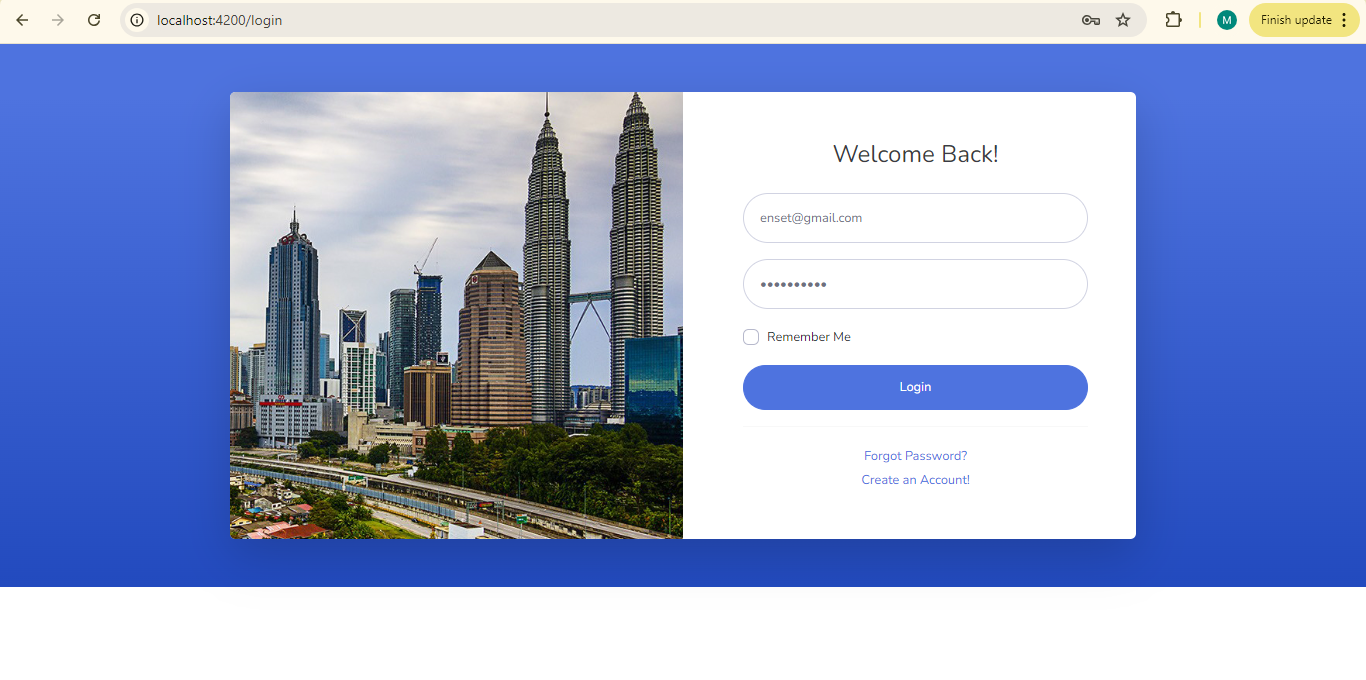 localhost:4200/login
M
Finish update
Welcome Back!
enset@gmail.com
••••••••••
Remember Me
Login
Forgot Password?
Create an Account!